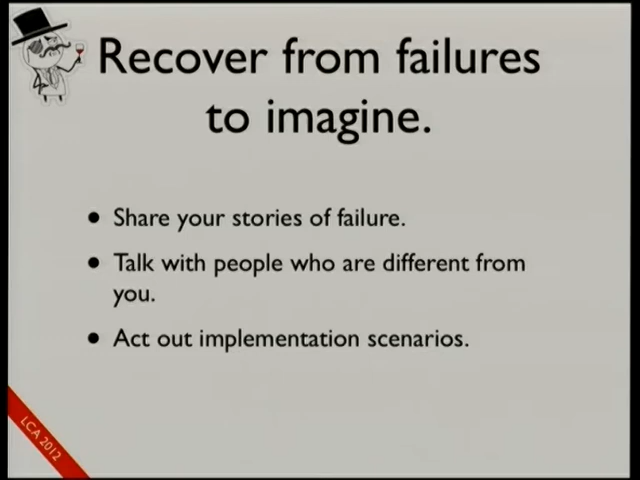 Recover from failures
to imagine.
• Share your stories of failure.
• Talk with people who are different from
you.
• Act out implementation scenarios.
LCA 2012